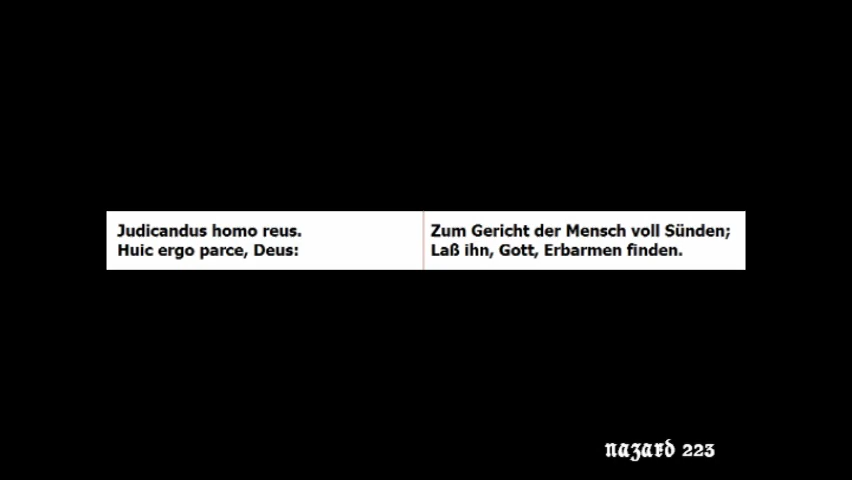 Judicandus homo reus.
Huic ergo parce, Deus:
Zum Gericht der Mensch voll Sünden;
Laß ihn, Gott, Erbarmen finden.
nazard 223